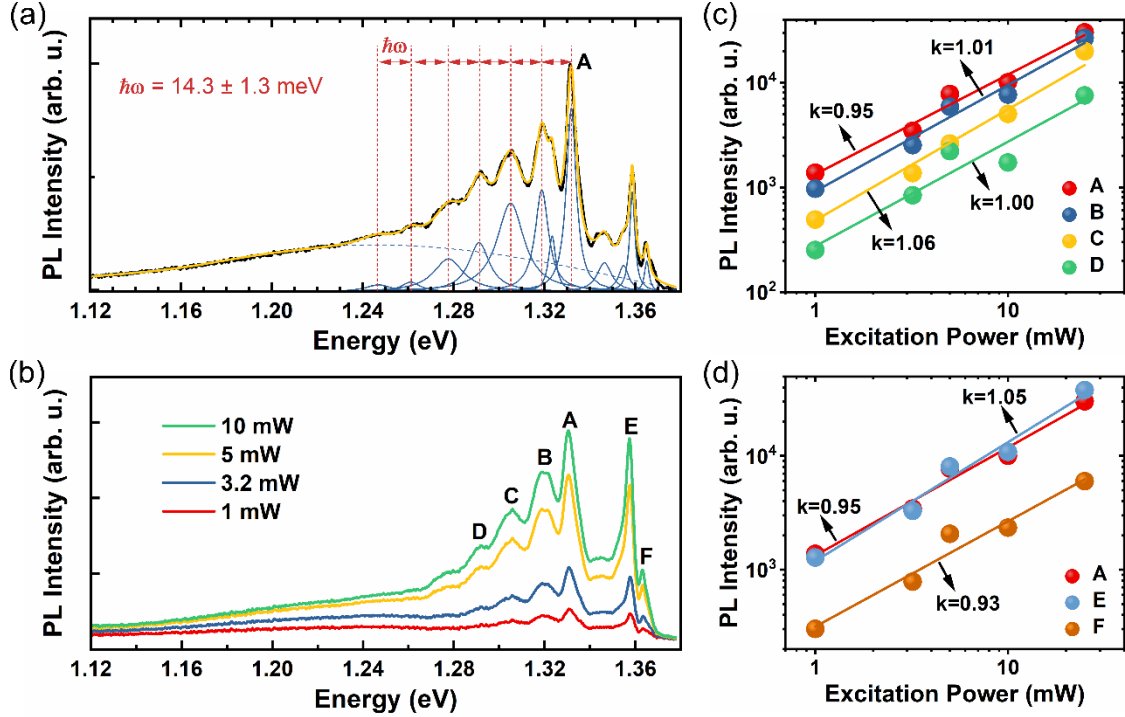 (a)
PL Intensity (arb. u.)
ħω
ħω = 14.3 ± 1.3 meV
A
1.12 1.16 1.20 1.24 1.28 1.32 1.36
Energy (eV)
(b)
PL Intensity (arb. u.)
10 mW
5 mW
3.2 mW
1 mW
D C B A E F
1.12 1.16 1.20 1.24 1.28 1.32 1.36
Energy (eV)
(c)
PL Intensity (arb. u.)
10⁴
10³
10²
k=1.01
k=0.95
k=1.00
k=1.06
A
B
C
D
1 10
Excitation Power (mW)
(d)
PL Intensity (arb. u.)
10⁴
10³
k=1.05
k=0.95
k=0.93
A
E
F
1 10
Excitation Power (mW)